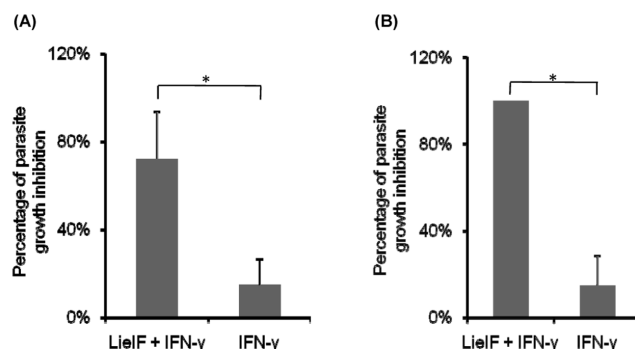 (A)
(B)
120%
80%
40%
0%
Percentage of parasite
growth inhibition
*
LieIF + IFN-γ
IFN-γ
120%
80%
40%
0%
Percentage of parasite
growth inhibition
*
LieIF + IFN-γ
IFN-γ